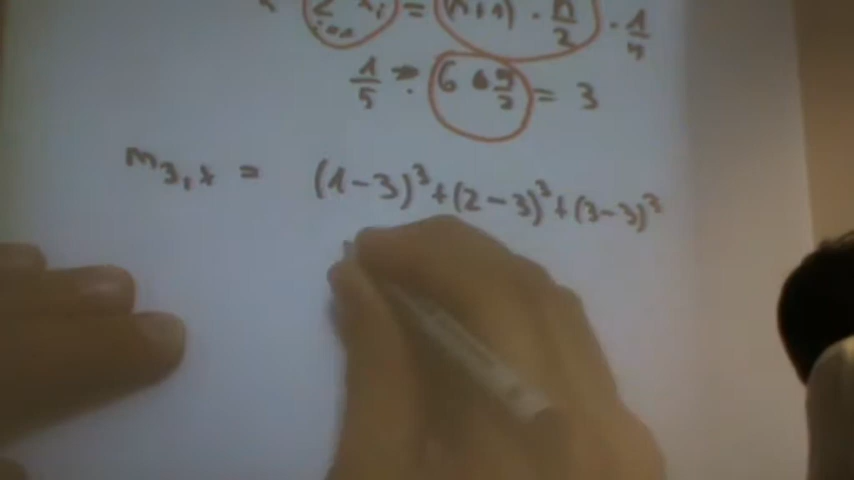 = (n+1) · n/2 · 1/n
1/5 · 6 · 5/2 = 3
m₃,ₓ = (1-3)³+(2-3)³+(3-3)³